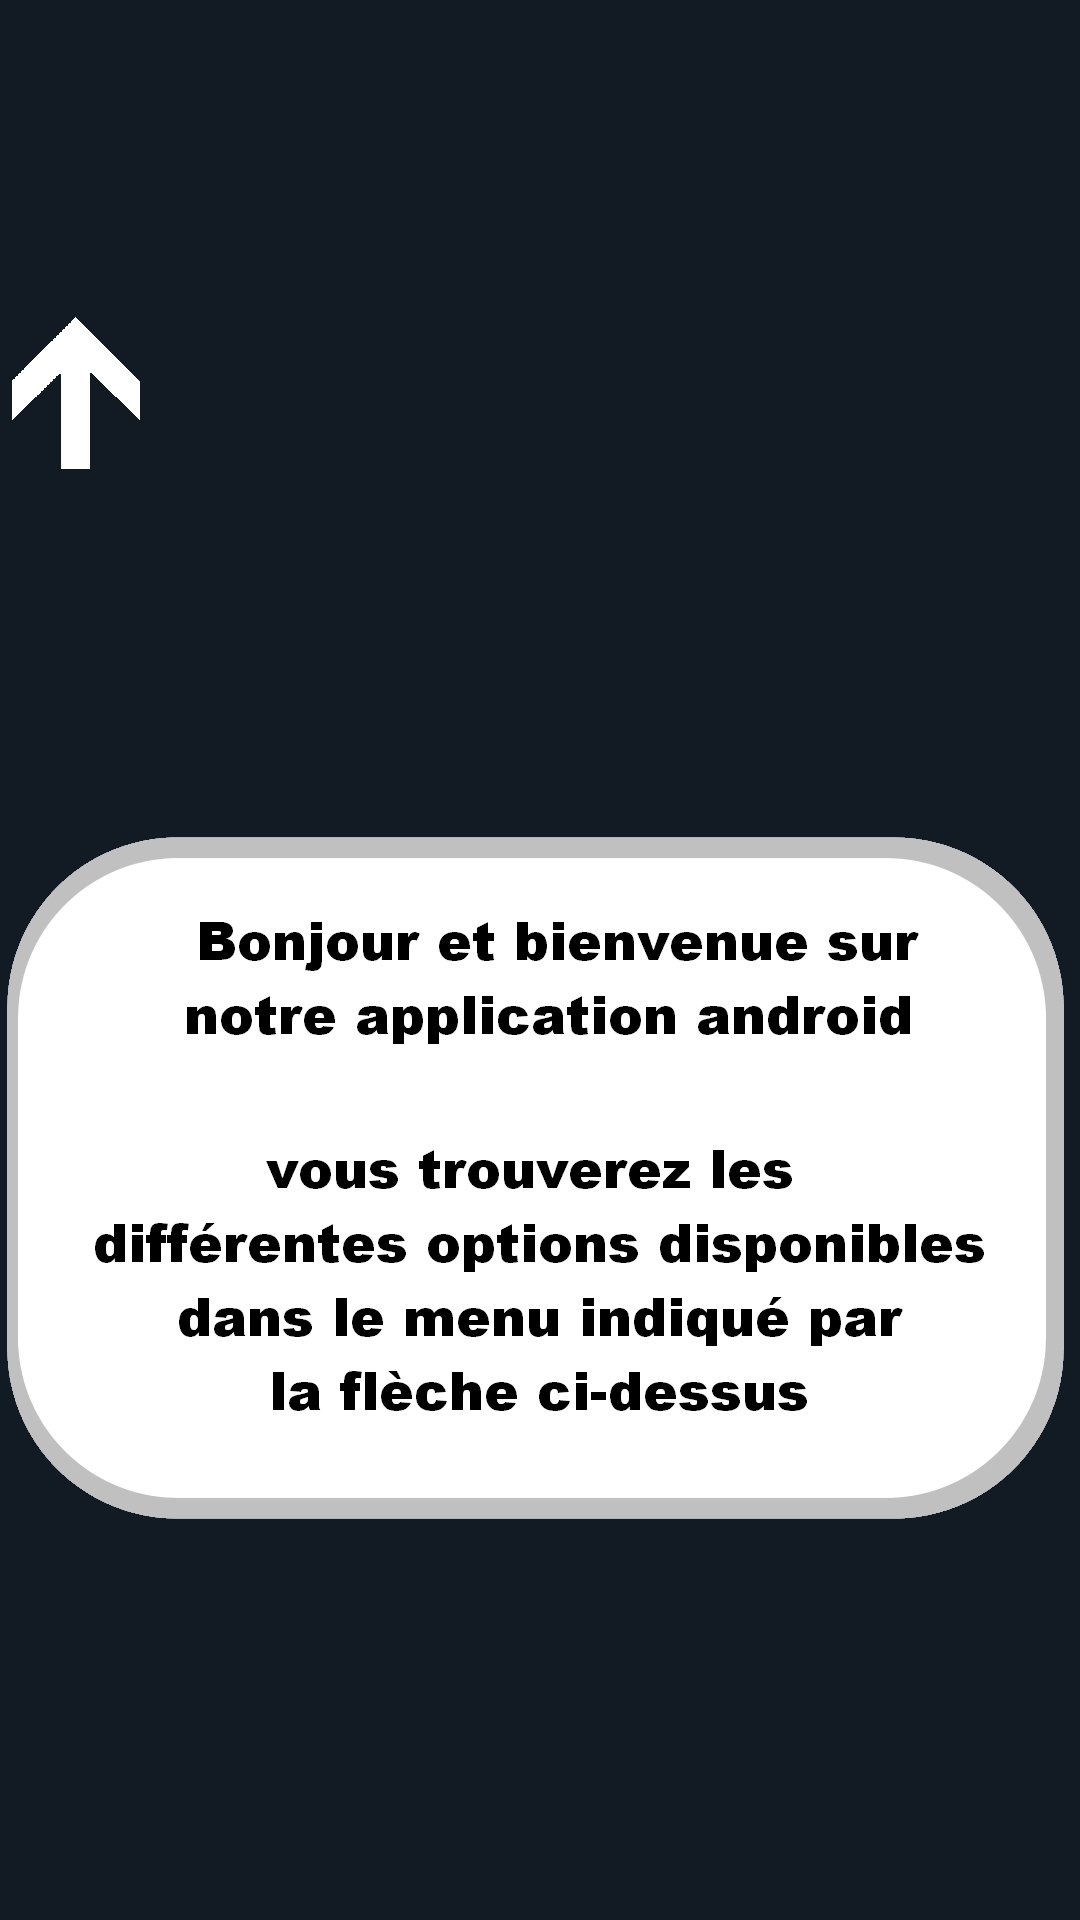 Bonjour et bienvenue sur
notre application android
vous trouverez les
différentes options disponibles
dans le menu indiqué par
la flèche ci-dessus